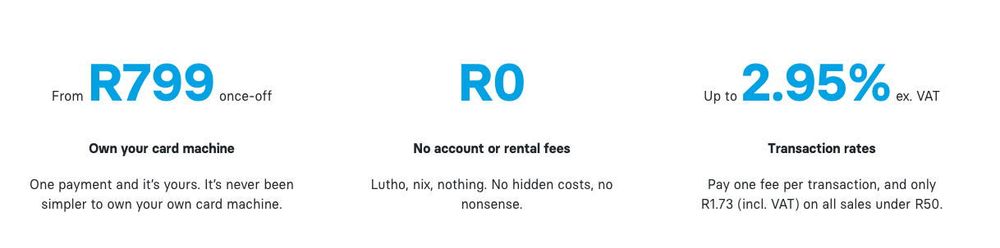 From R799 once-off
Own your card machine
One payment and it's yours. It's never been
simpler to own your own card machine.
R0
No account or rental fees
Lutho, nix, nothing. No hidden costs, no
nonsense.
Up to 2.95% ex. VAT
Transaction rates
Pay one fee per transaction, and only
R1.73 (incl. VAT) on all sales under R50.